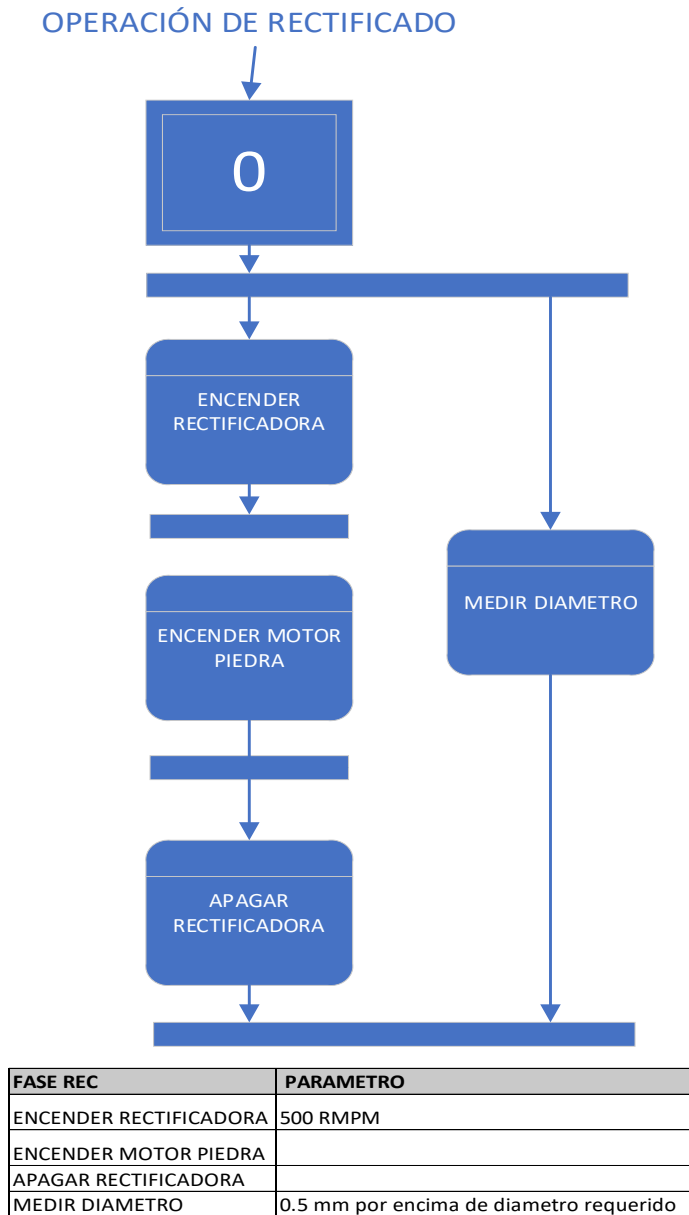 OPERACIÓN DE RECTIFICADO
0
ENCENDER
RECTIFICADORA
ENCENDER MOTOR
PIEDRA
MEDIR DIAMETRO
APAGAR
RECTIFICADORA
FASE REC PARAMETRO
ENCENDER RECTIFICADORA 500 RMPM
ENCENDER MOTOR PIEDRA
APAGAR RECTIFICADORA
MEDIR DIAMETRO 0.5 mm por encima de diametro requerido